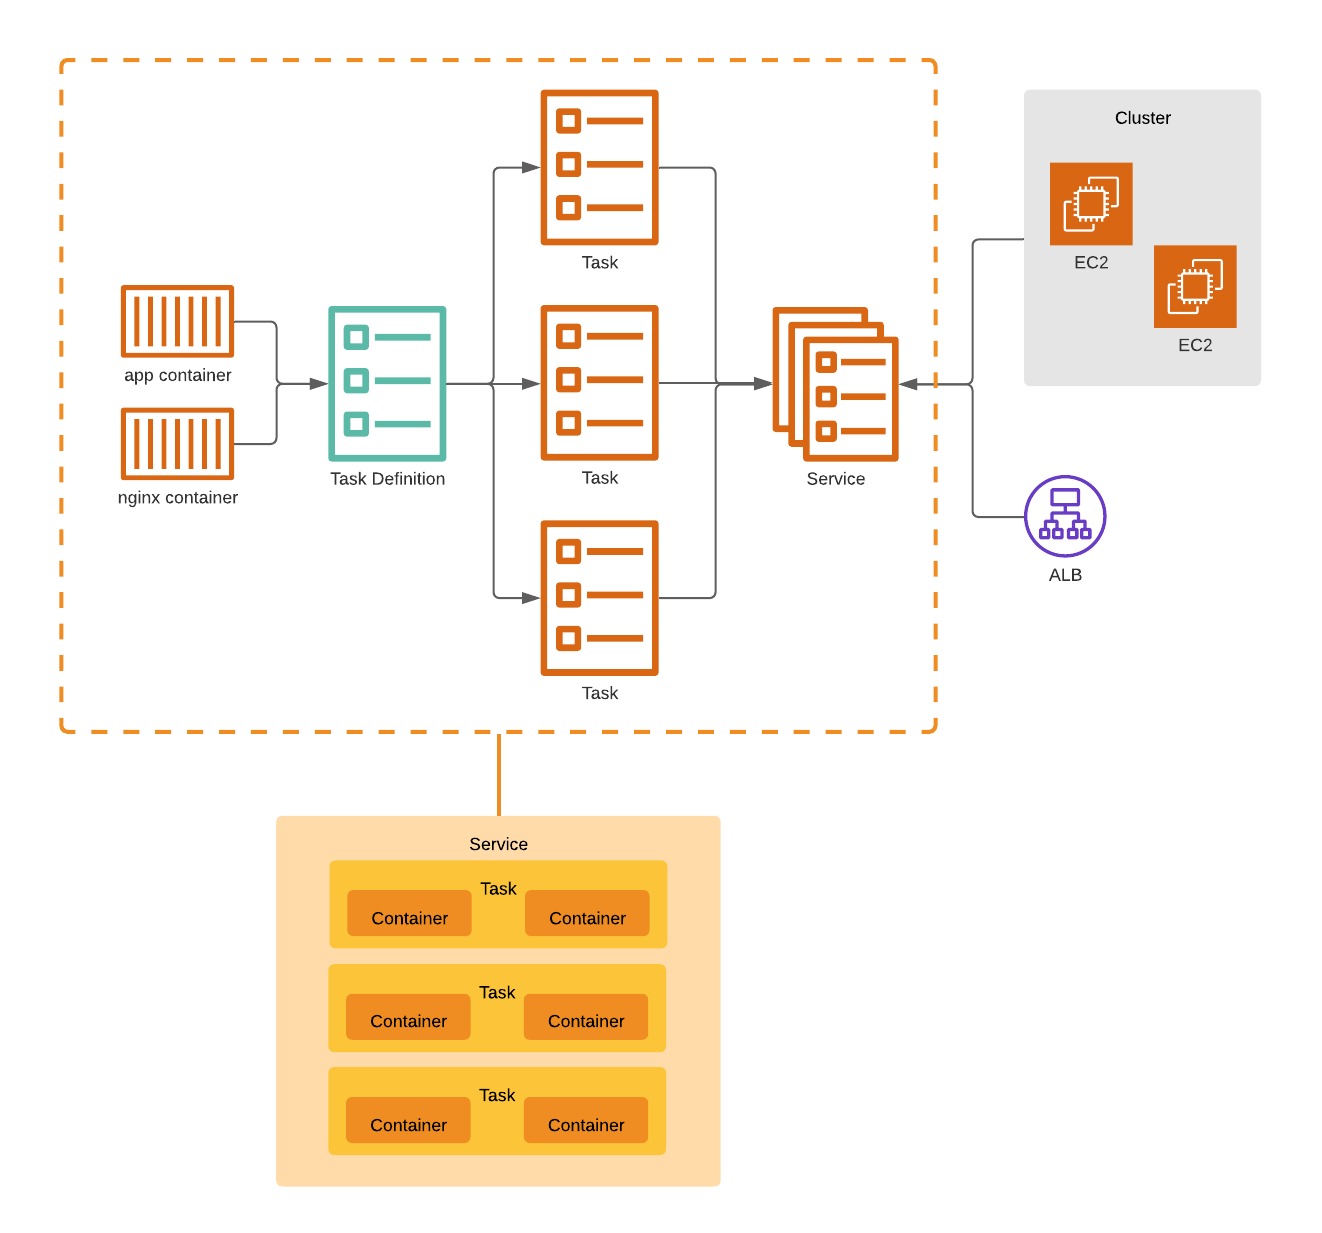 Cluster
EC2
EC2
Task
app container
nginx container
Task Definition
Task
Service
ALB
Task
Service
Task
Container Container
Task
Container Container
Task
Container Container